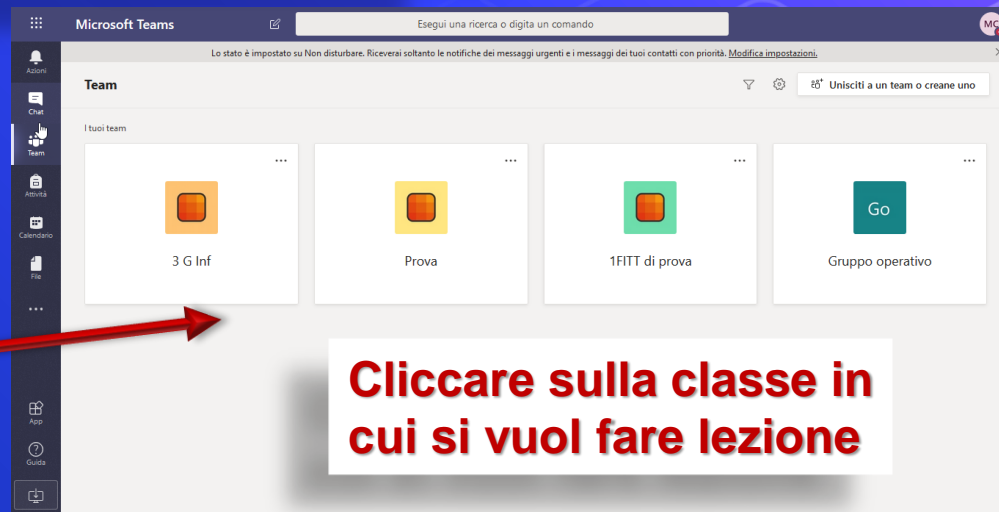 Microsoft Teams
Esegui una ricerca o digita un comando
MC
Lo stato è impostato su Non disturbare. Riceverai soltanto le notifiche dei messaggi urgenti e i messaggi dei tuoi contatti con priorità. Modifica impostazioni.
Azioni
Chat
Team
Attività
Calendario
File
App
Guida
Team
Unisciti a un team o creane uno
I tuoi team
3 G Inf
Prova
1FITT di prova
Go
Gruppo operativo
Cliccare sulla classe in
cui si vuol fare lezione